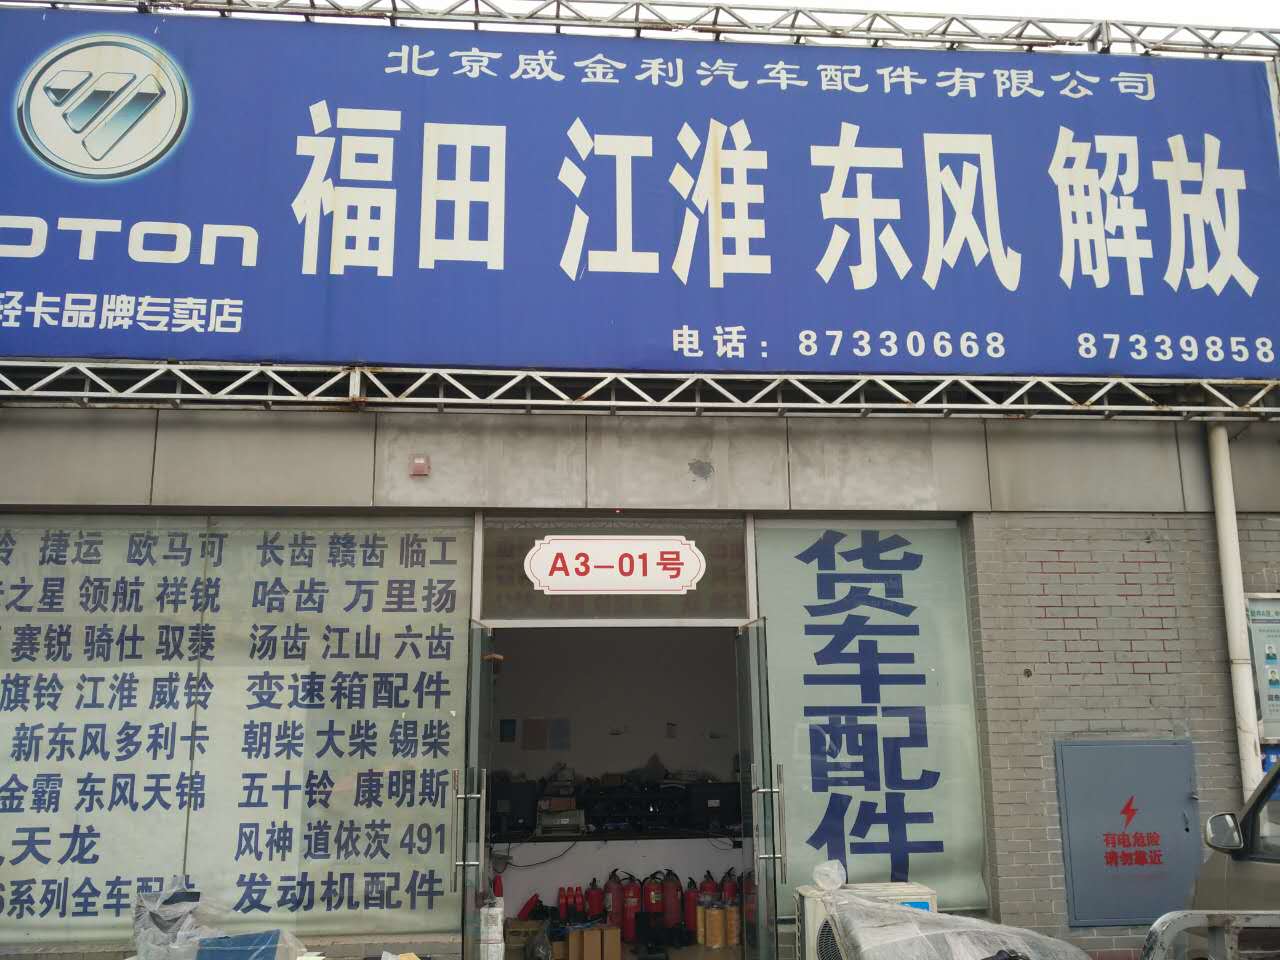 北京威金利汽车配件有限公司
福田 江淮 东风 解放
OTON
轻卡品牌专卖店
电话：87330668 87339858
A3-01号
捷运 欧马可
之星 领航 祥锐
赛锐 骑仕 驭菱
旗铃 江淮 威铃
新东风多利卡
金霸 东风天锦
天龙
系列全车配件
长齿 赣齿 临工
哈齿 万里扬
汤齿 江山 六齿
变速箱配件
朝柴 大柴 锡柴
五十铃 康明斯
风神 道依茨 491
发动机配件
货车配件
有电危险
请勿靠近